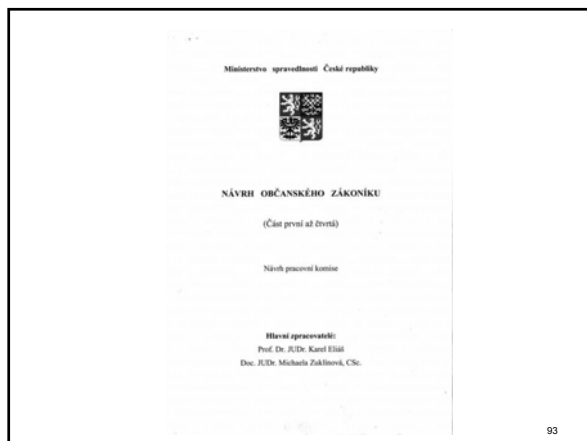 Ministerstvo spravedlnosti České republiky
NÁVRH OBČANSKÉHO ZÁKONÍKU
(Část první až čtvrtá)
Návrh pracovní komise
Hlavní zpracovatelé:
Prof. Dr. JUDr. Karel Eliáš
Doc. JUDr. Michaela Zuklínová, CSc.
93